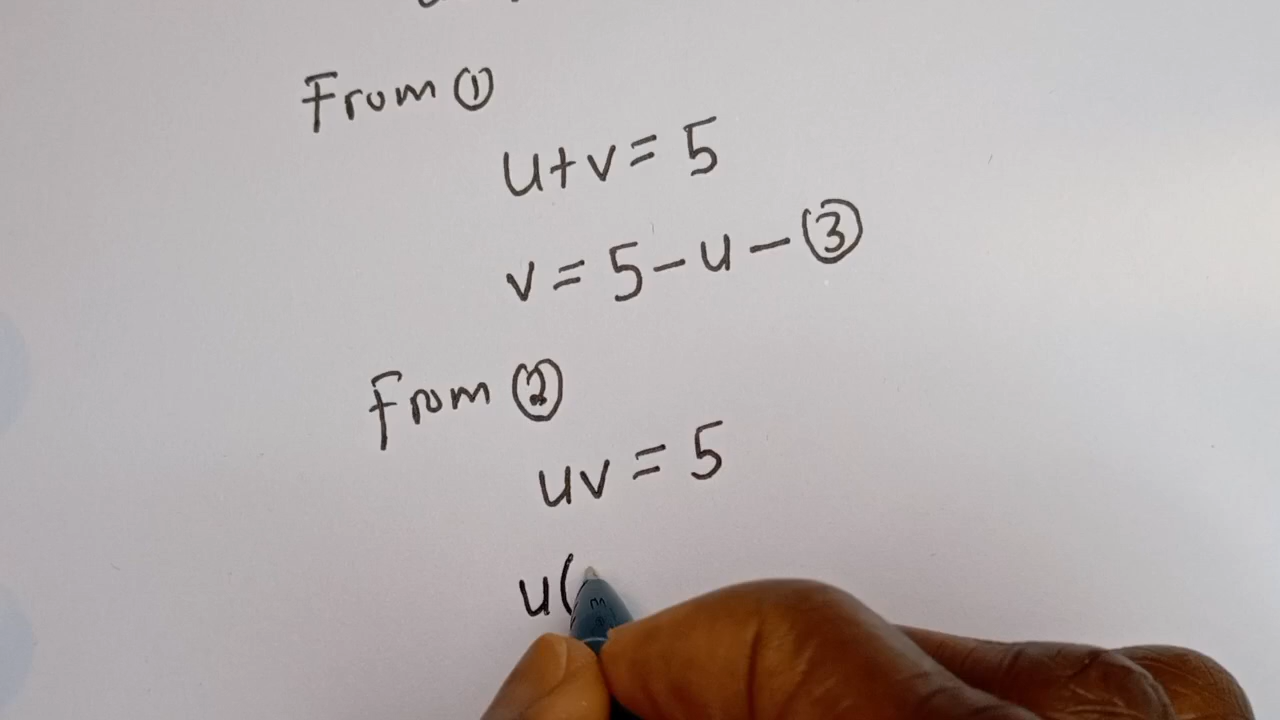 From ①
u+v = 5
v = 5 - u - ③
From ②
uv = 5
u(